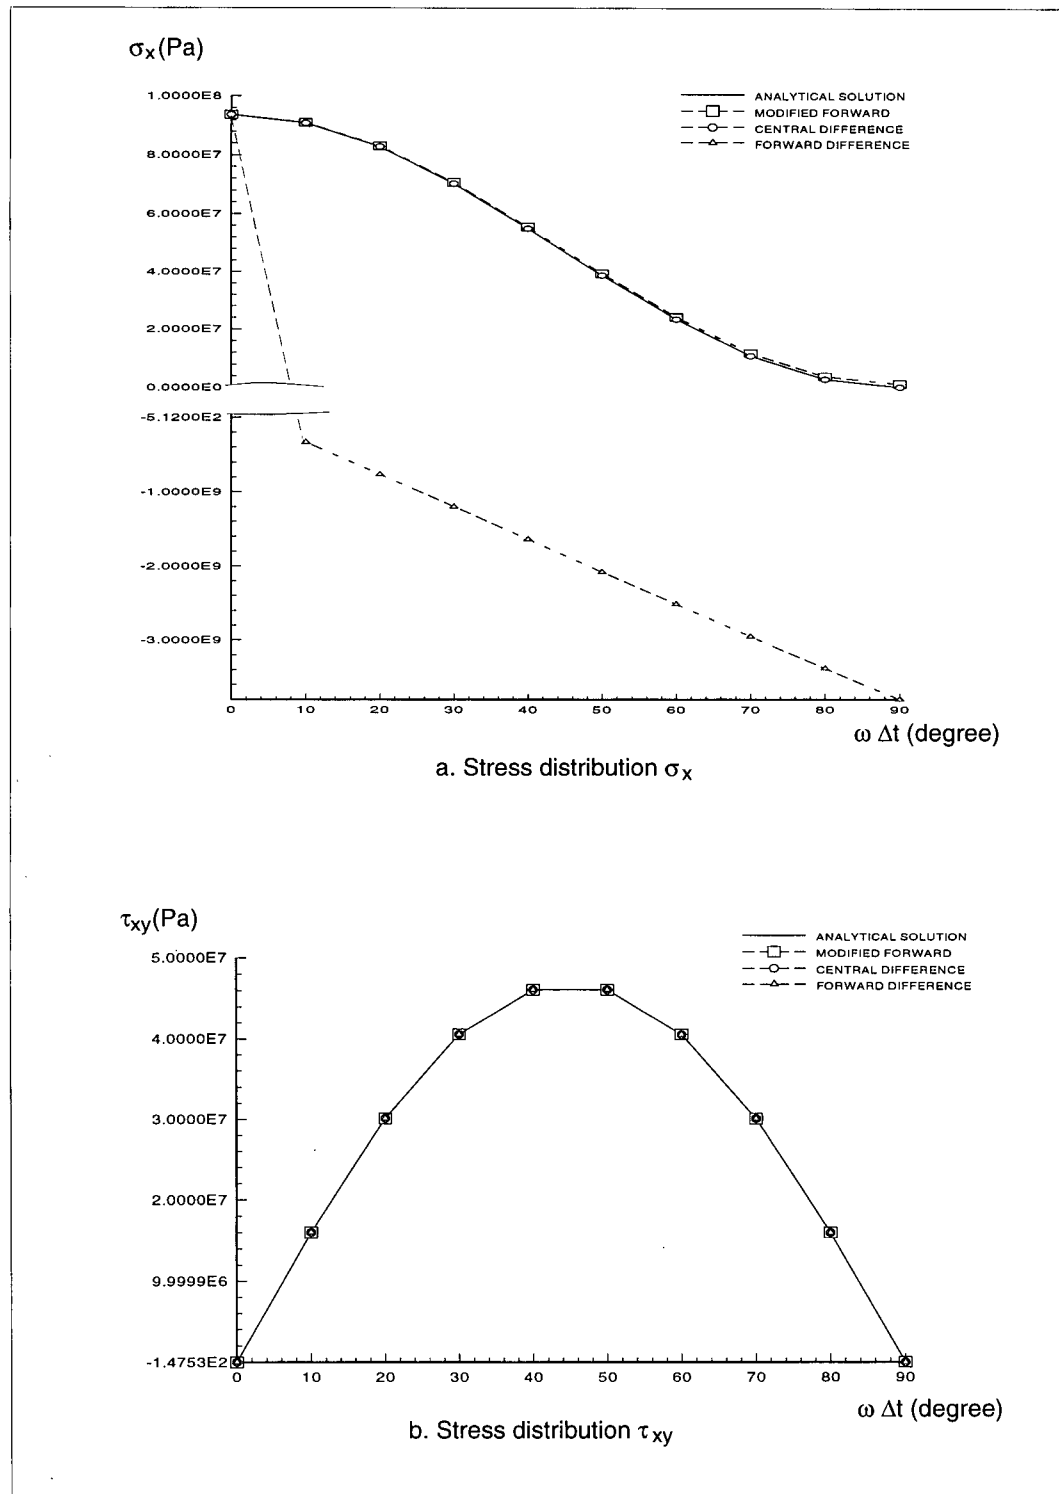 σx(Pa)
ANALYTICAL SOLUTION
MODIFIED FORWARD
CENTRAL DIFFERENCE
FORWARD DIFFERENCE
1.0000E8
8.0000E7
6.0000E7
4.0000E7
2.0000E7
0.0000E0
-5.1200E2
-1.0000E9
-2.0000E9
-3.0000E9
0 10 20 30 40 50 60 70 80 90
ω Δt (degree)
a. Stress distribution σx
τxy(Pa)
ANALYTICAL SOLUTION
MODIFIED FORWARD
CENTRAL DIFFERENCE
FORWARD DIFFERENCE
5.0000E7
4.0000E7
3.0000E7
2.0000E7
9.9999E6
-1.4753E2
0 10 20 30 40 50 60 70 80 90
ω Δt (degree)
b. Stress distribution τxy